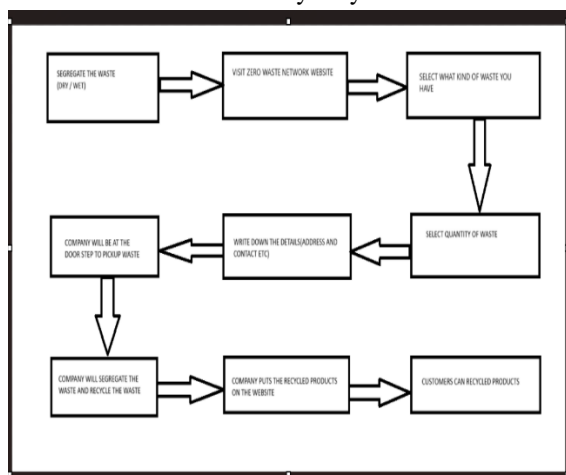 SEGREGATE THE WASTE
(DRY / WET)
VISIT ZERO WASTE NETWORK WEBSITE
SELECT WHAT KIND OF WASTE YOU
HAVE
SELECT QUANTITY OF WASTE
WRITE DOWN THE DETAILS(ADDRESS AND
CONTACT ETC)
COMPANY WILL BE AT THE
DOOR STEP TO PICKUP WASTE
COMPANY WILL SEGREGATE THE
WASTE AND RECYCLE THE WASTE
COMPANY PUTS THE RECYCLED PRODUCTS
ON THE WEBSITE
CUSTOMERS CAN RECYCLED PRODUCTS